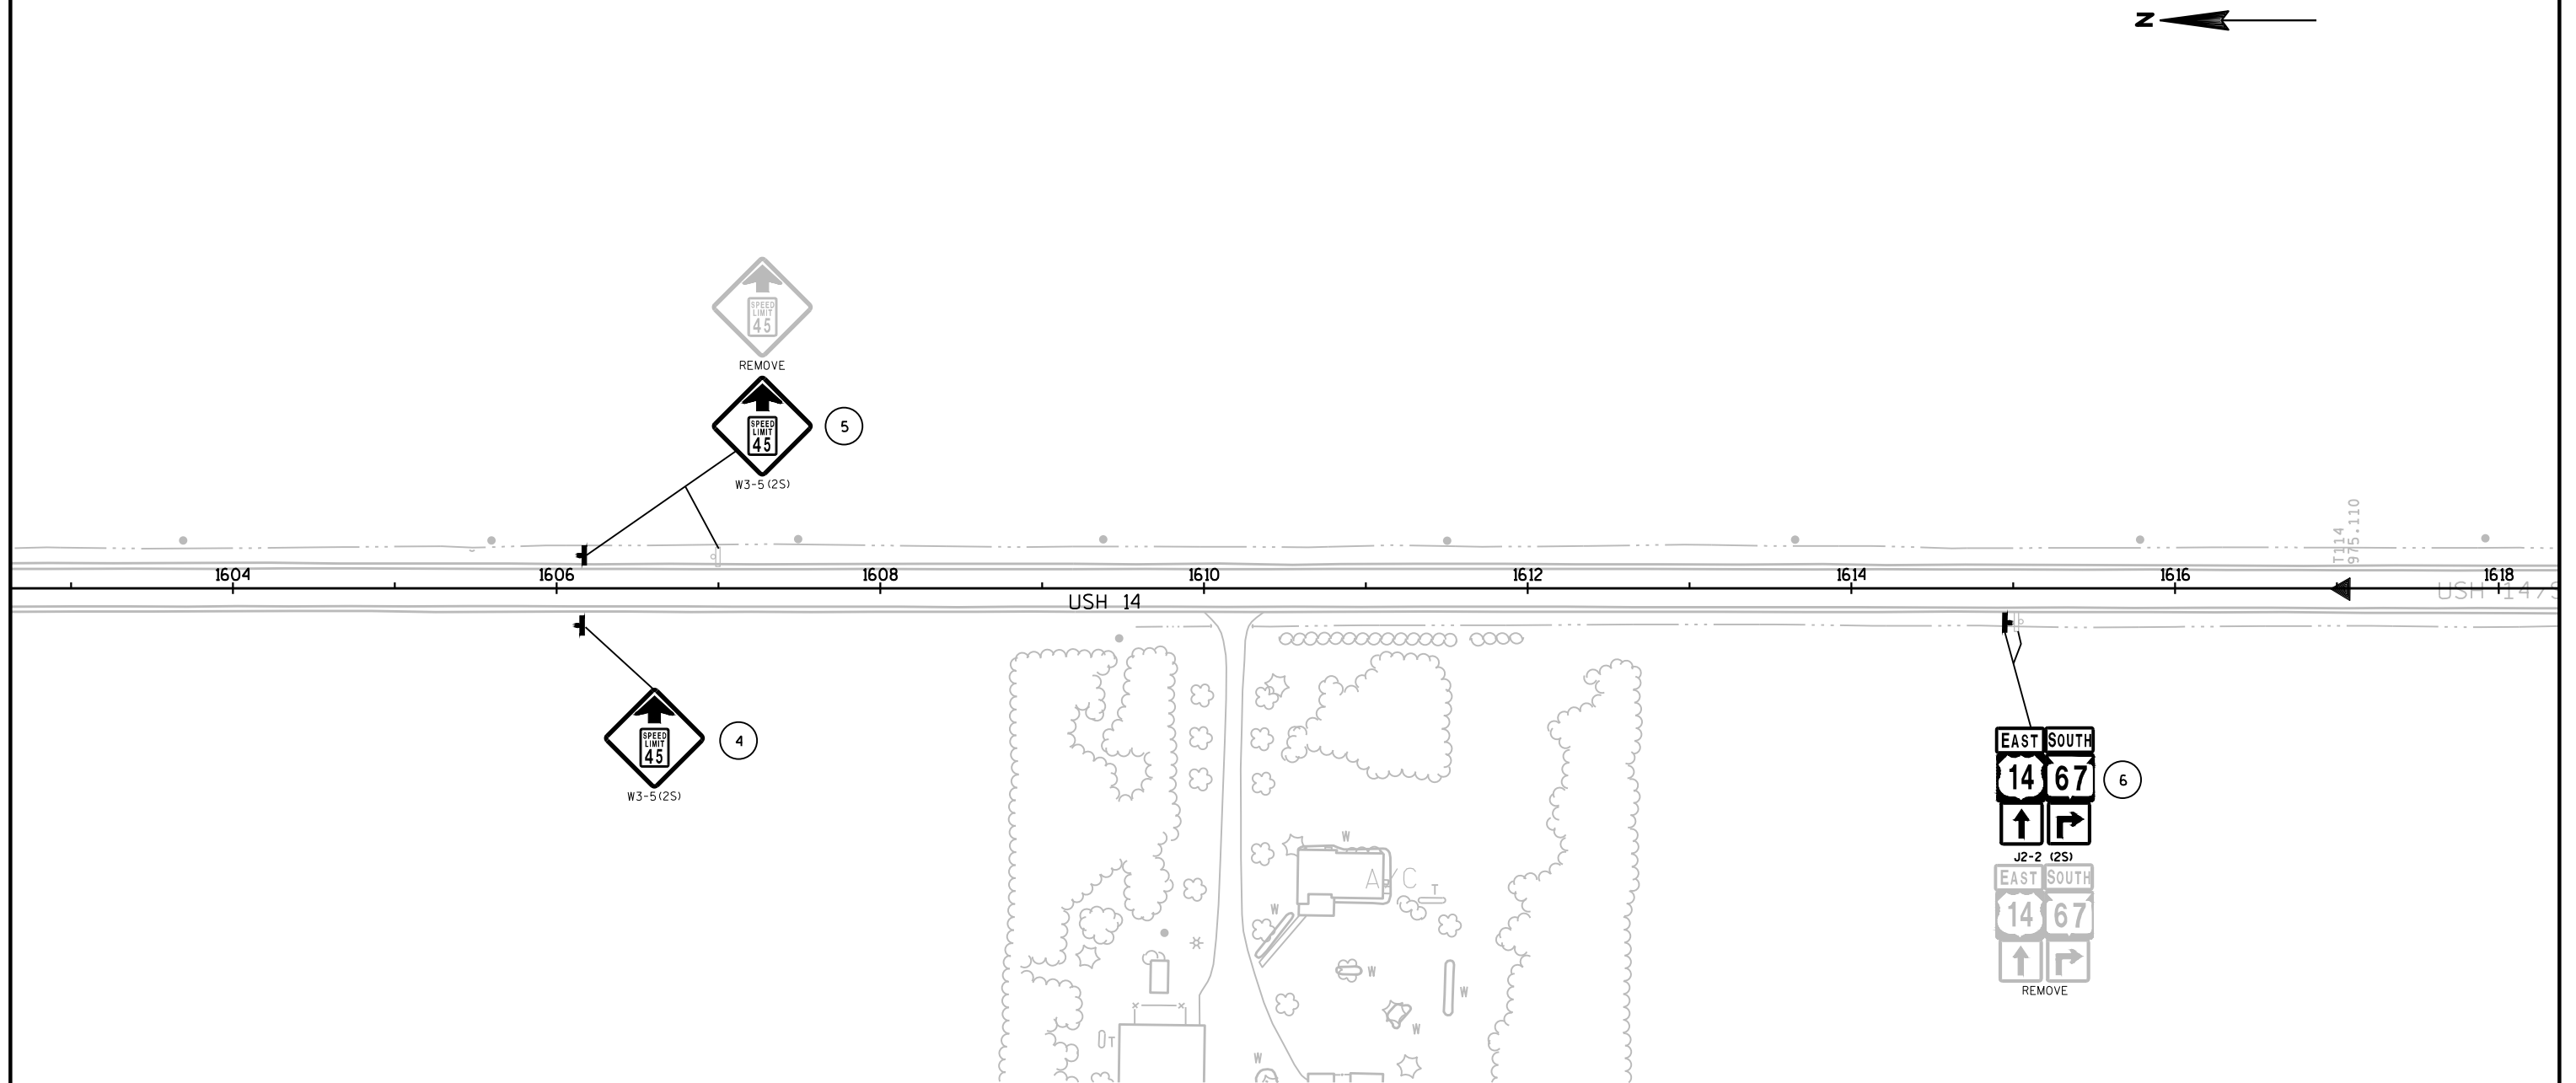 N
SPEED
LIMIT
45
REMOVE
SPEED
LIMIT
45
5
W3-5(2S)
T114
975.110
1604
1606
1608
1610
1612
1614
1616
1618
USH 14
SPEED
LIMIT
45
4
W3-5(2S)
EAST SOUTH
14 67
6
J2-2 (2S)
EAST SOUTH
14 67
REMOVE
W
A/C
T
W
W
W
W
T
W